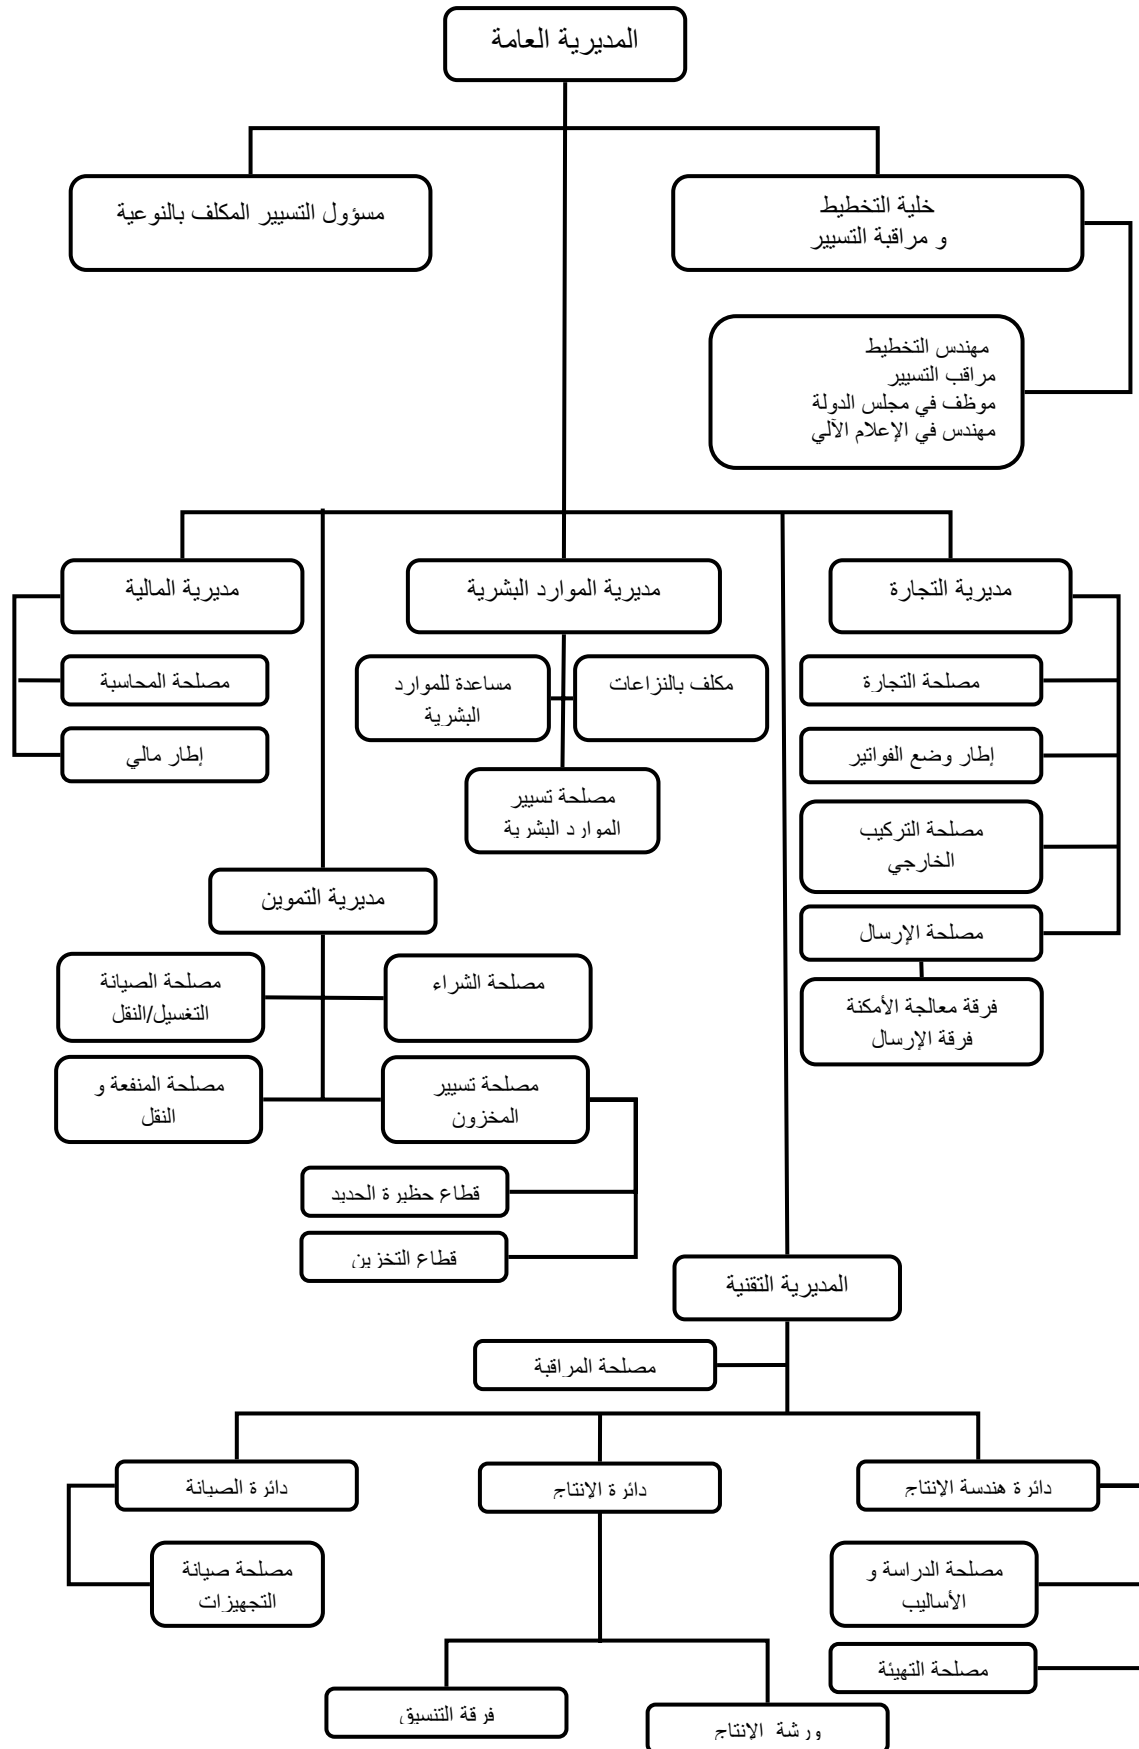 المديرية العامة
خلية التخطيط
و مراقبة التسيير
مسؤول التسيير المكلف بالنوعية
مهندس التخطيط
مراقب التسيير
موظف في مجلس الدولة
مهندس في الإعلام الآلي
مديرية التجارة
مديرية الموارد البشرية
مديرية المالية
مصلحة التجارة
إطار وضع الفواتير
مصلحة التركيب
الخارجي
مصلحة الإرسال
فرقة معالجة الأمكنة
فرقة الإرسال
مكلف بالنزاعات
مساعدة للموارد
البشرية
مصلحة تسيير
الموارد البشرية
مصلحة المحاسبة
إطار مالي
مديرية التموين
مصلحة الشراء
مصلحة الصيانة
التغسيل/النقل
مصلحة تسيير
المخزون
مصلحة المنفعة و
النقل
قطاع حظيرة الحديد
قطاع التخزين
المديرية التقنية
مصلحة المراقبة
دائرة هندسة الإنتاج
دائرة الإنتاج
دائرة الصيانة
مصلحة الدراسة و
الأساليب
مصلحة التهيئة
مصلحة صيانة
التجهيزات
ورشة الإنتاج
فرقة التنسيق